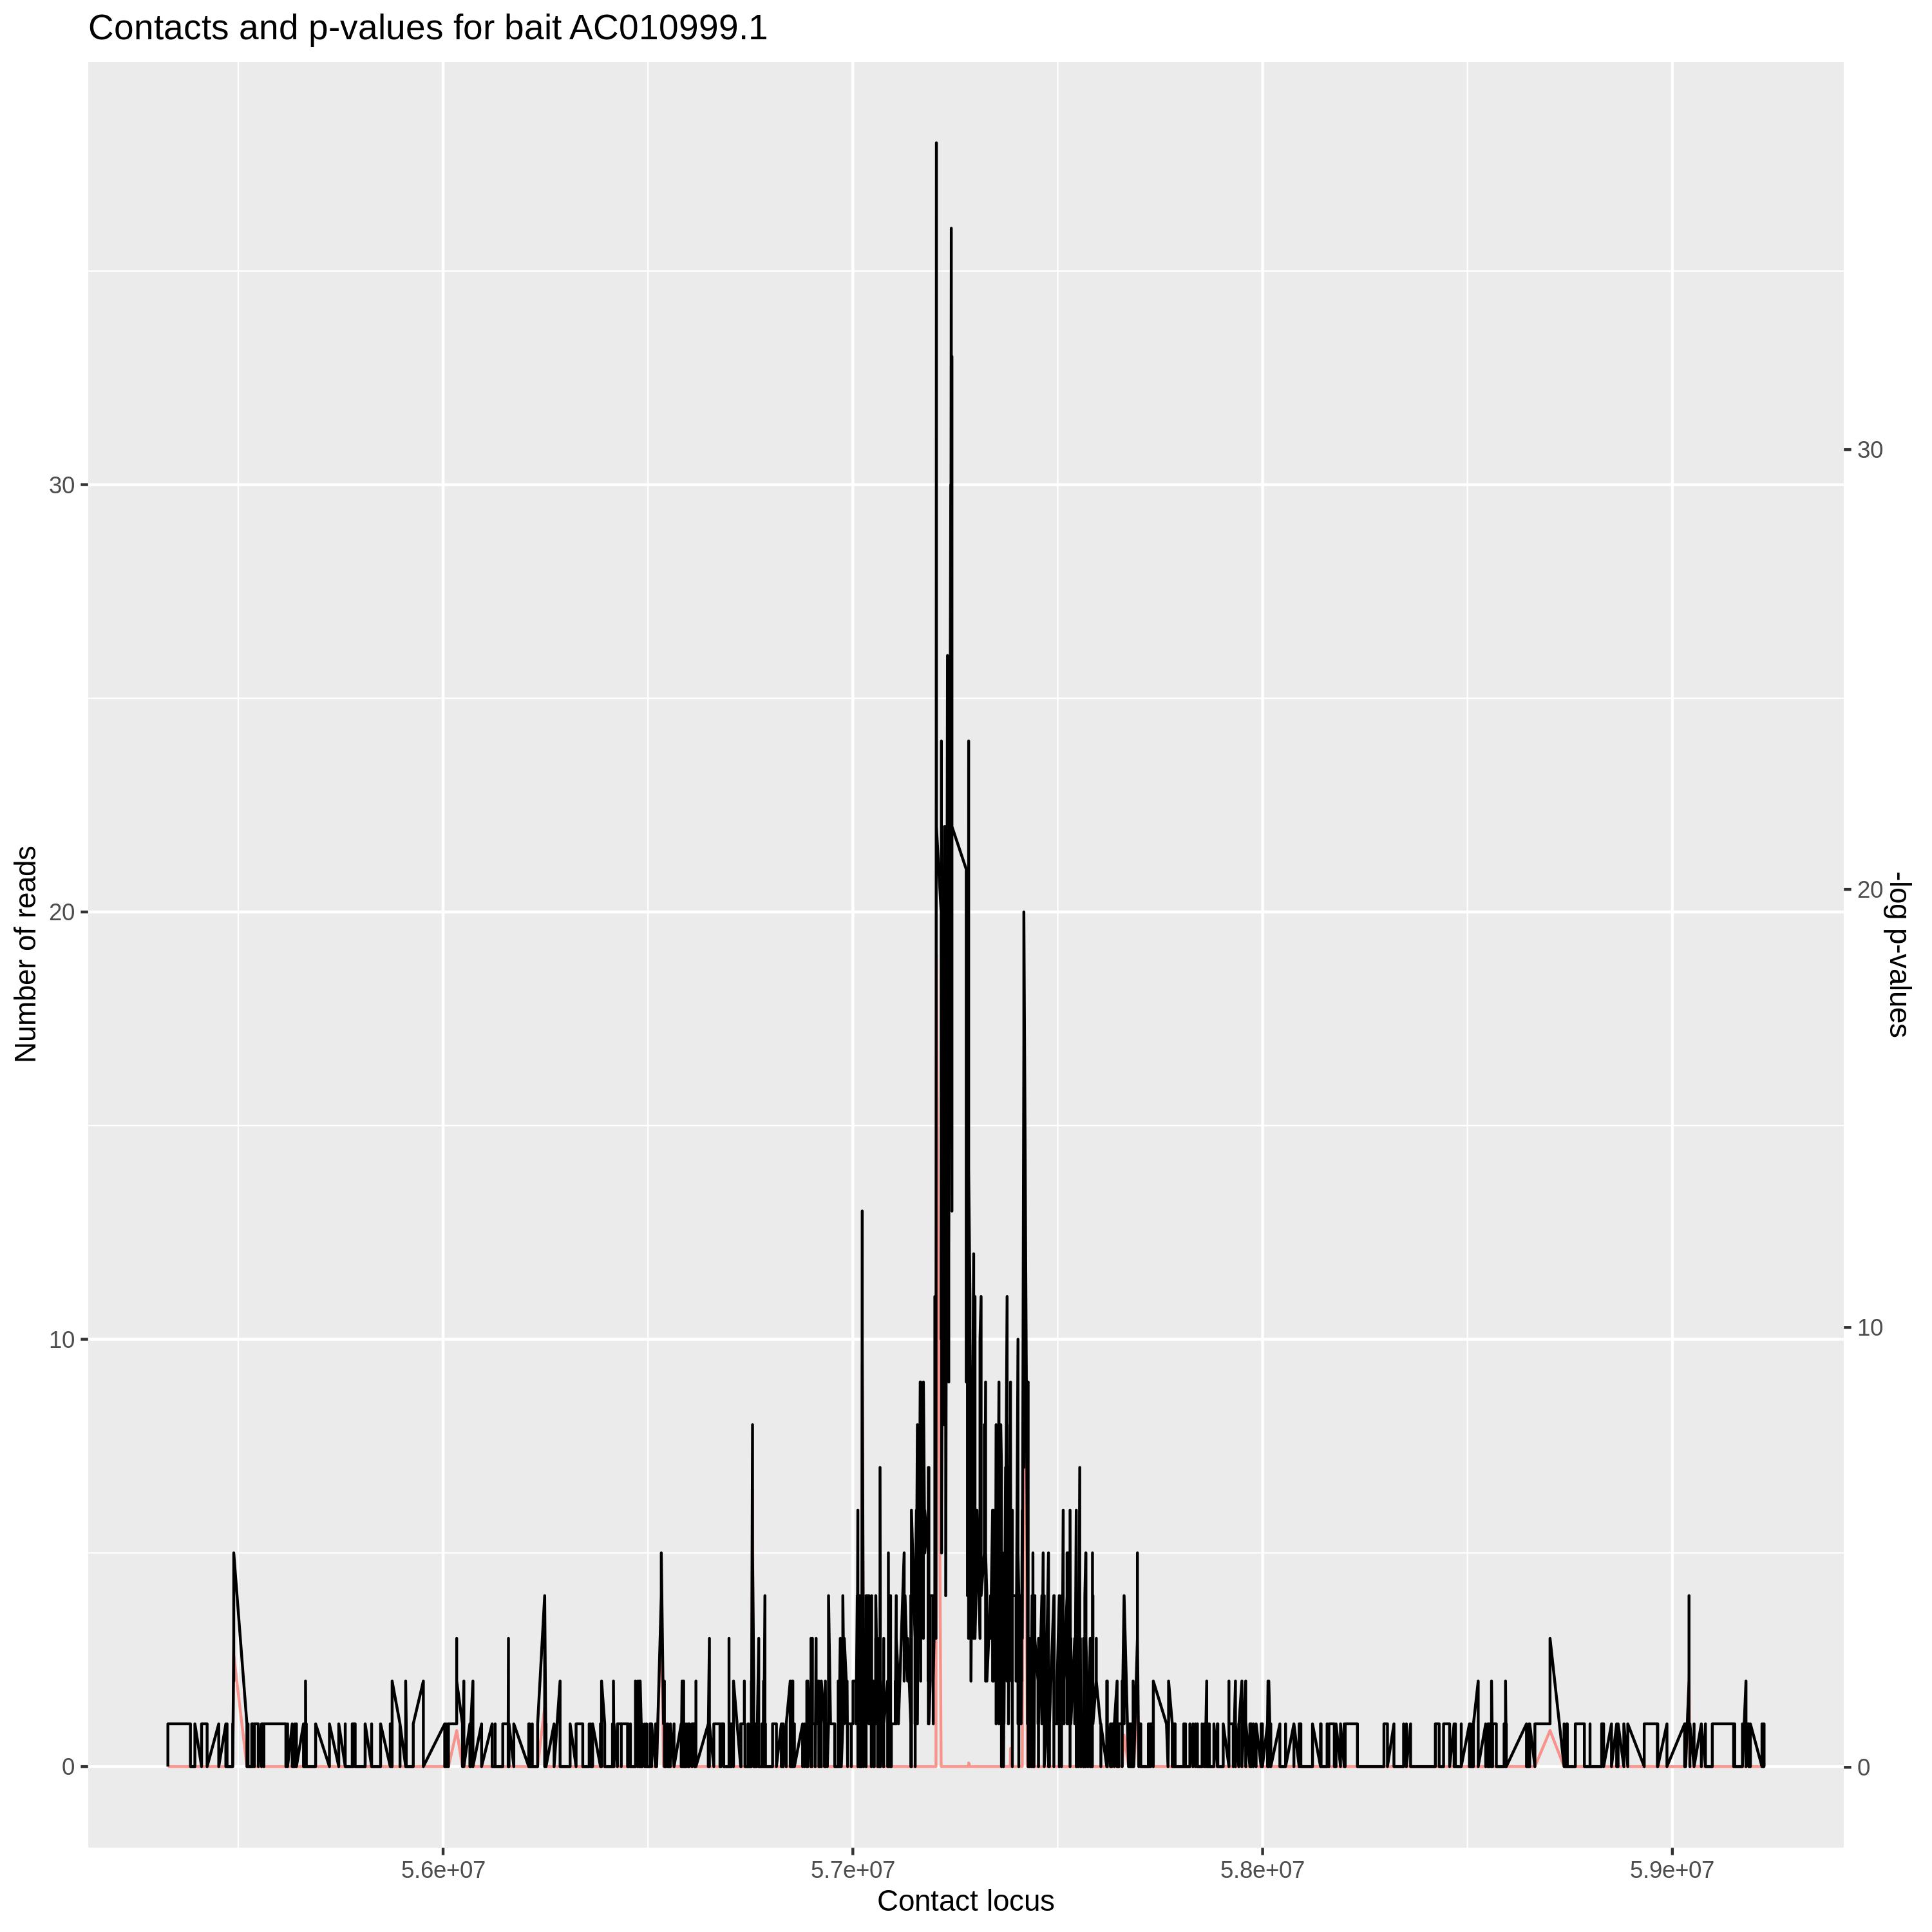 Contacts and p-values for bait AC010999.1
Number of reads
30
20
10
0
30
20
10
0
-log p-values
5.6e+07 5.7e+07 5.8e+07 5.9e+07
Contact locus